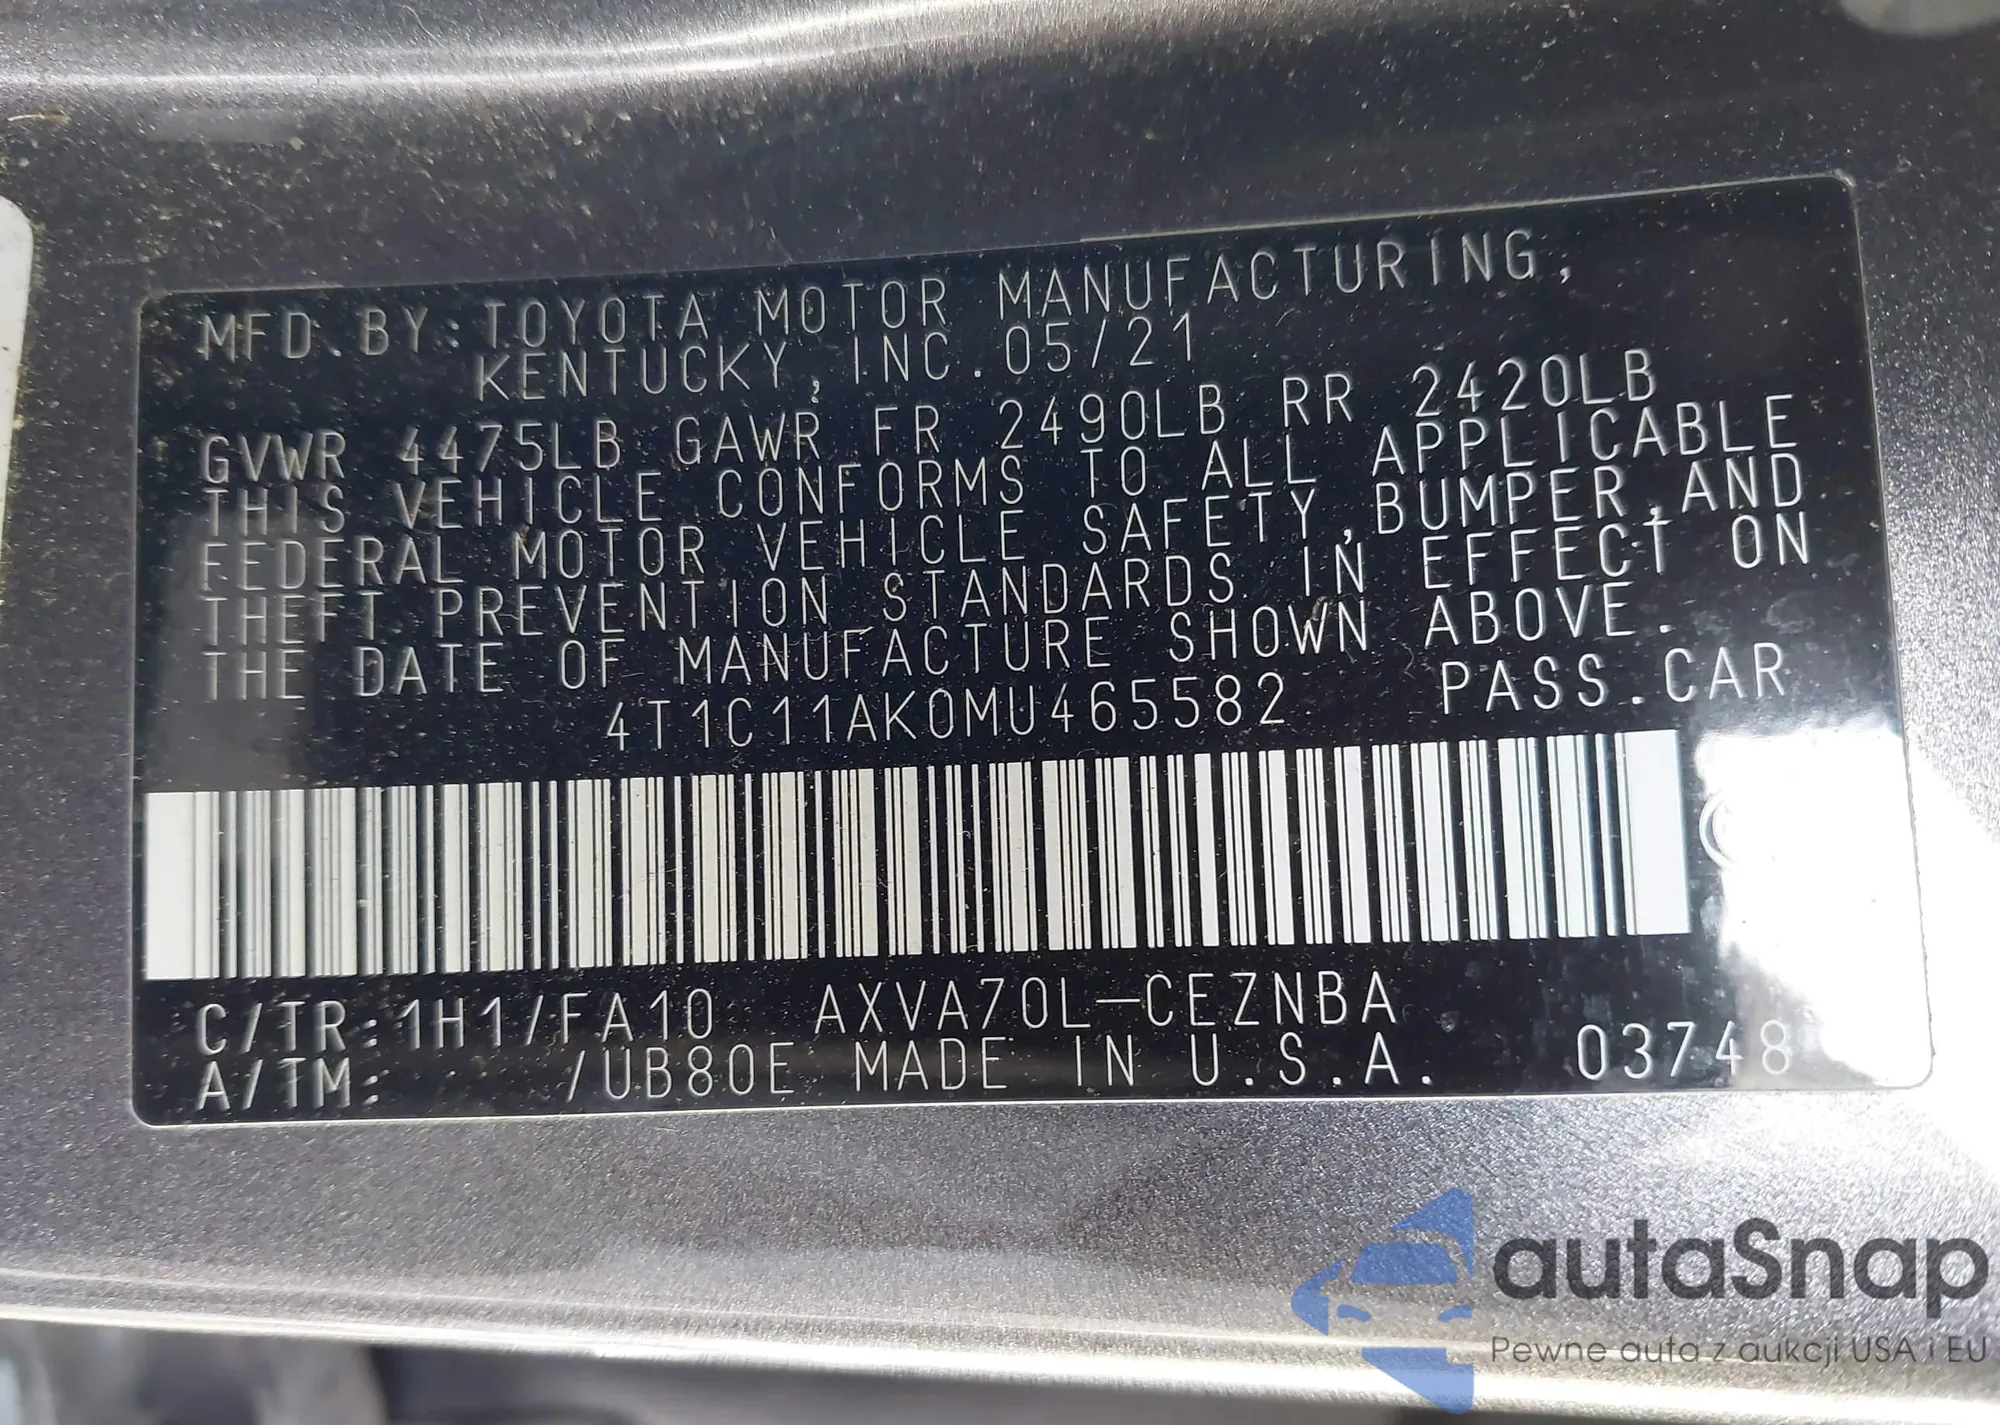 MFD. BY: TOYOTA MOTOR MANUFACTURING,
KENTUCKY, INC. 05/21
GVWR 4475LB GAWR FR 2490LB RR 2420LB
THIS VEHICLE CONFORMS TO ALL APPLICABLE
FEDERAL MOTOR VEHICLE SAFETY, BUMPER, AND
THEFT PREVENTION STANDARDS IN EFFECT ON
THE DATE OF MANUFACTURE SHOWN ABOVE.
4T1C11AK0MU465582 PASS.CAR
C/TR:1H1/FA10 AXVA70L-CEZNBA
A/TM: /UB80E MADE IN U.S.A. 03748
autaSnap
Pewne auta z aukcji USA i EU